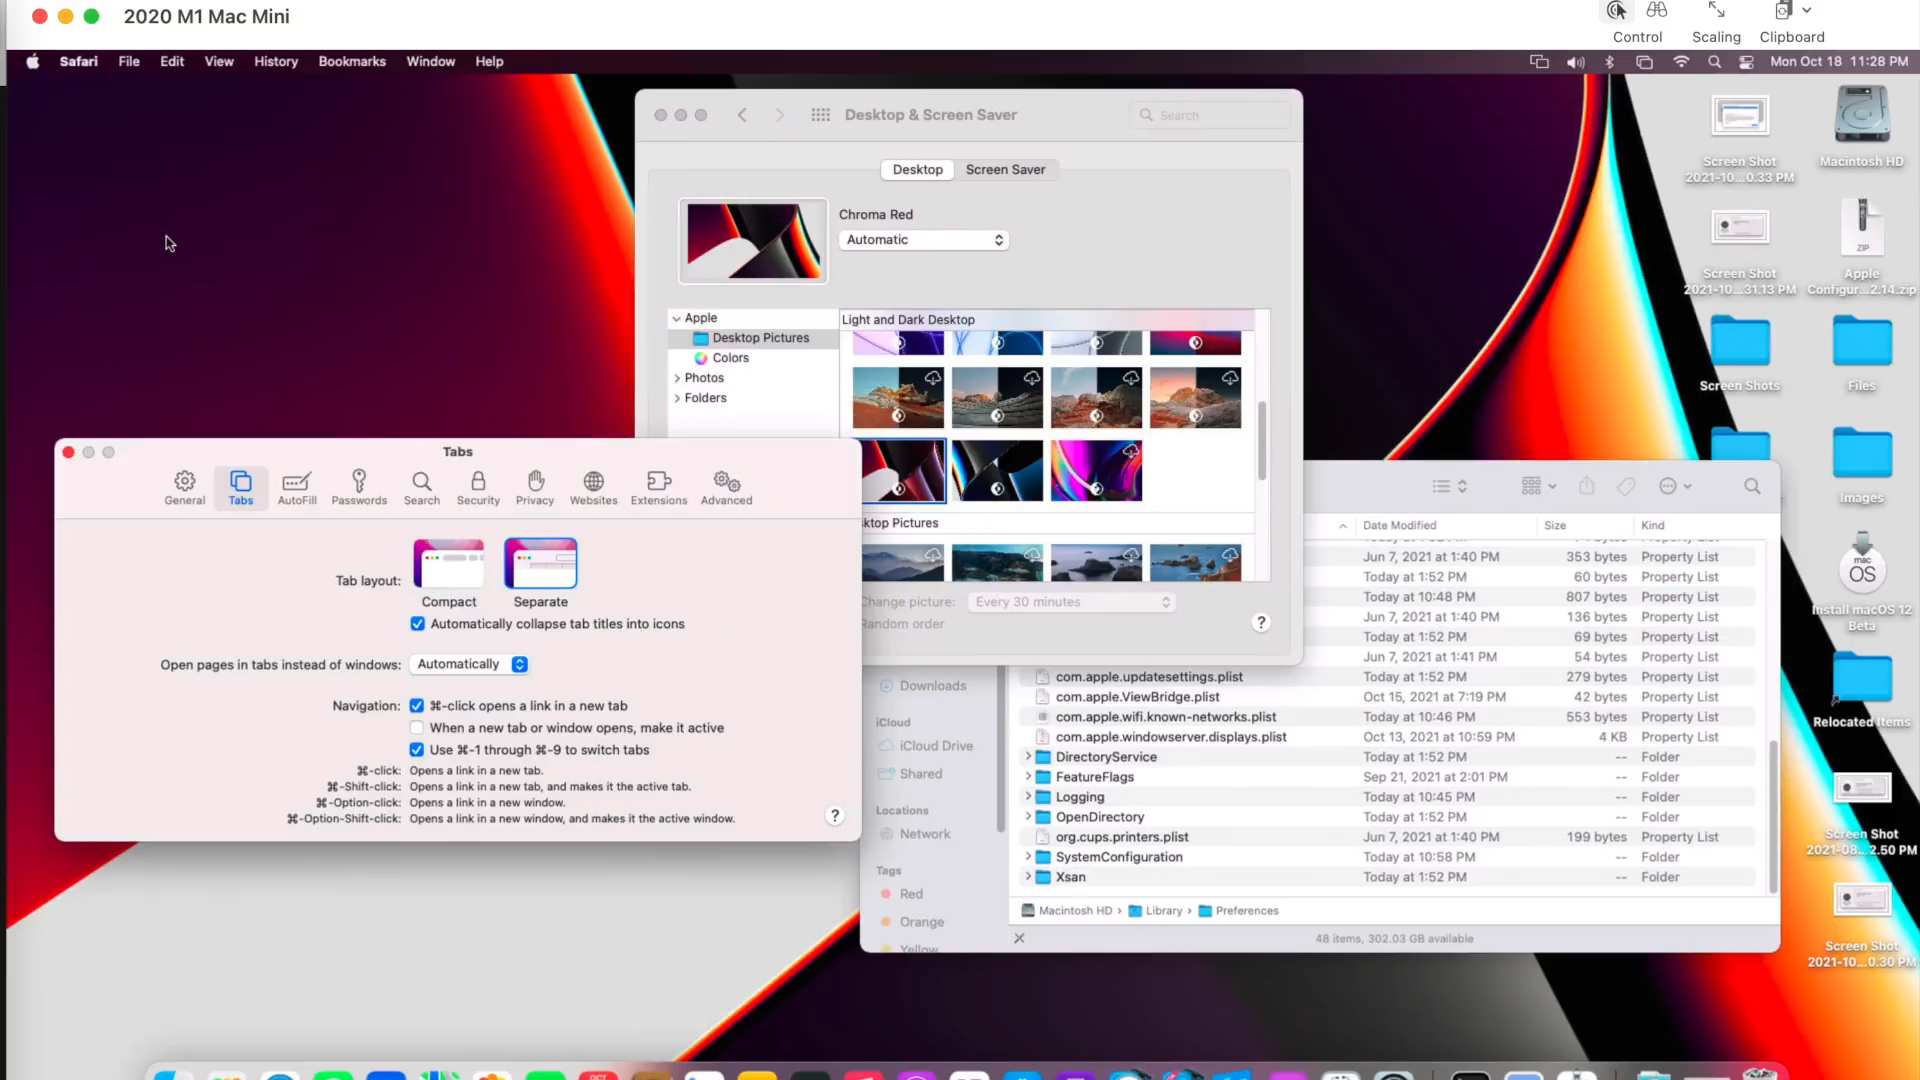 2020 M1 Mac Mini
Control
Scaling
Clipboard
Safari File Edit View History Bookmarks Window Help
Mon Oct 18 11:28 PM
Desktop & Screen Saver
Search
Desktop
Screen Saver
Chroma Red
Automatic
Apple
Desktop Pictures
Colors
Photos
Folders
Light and Dark Desktop
ktop Pictures
Change picture:
Every 30 minutes
Random order
?
Tabs
General
Tabs
AutoFill
Passwords
Search
Security
Privacy
Websites
Extensions
Advanced
Tab layout:
Compact
Separate
Automatically collapse tab titles into icons
Open pages in tabs instead of windows:
Automatically
Navigation:
⌘-click opens a link in a new tab
When a new tab or window opens, make it active
Use ⌘-1 through ⌘-9 to switch tabs
⌘-click: Opens a link in a new tab.
⌘-Shift-click: Opens a link in a new tab, and makes it the active tab.
⌘-Option-click: Opens a link in a new window.
⌘-Option-Shift-click: Opens a link in a new window, and makes it the active window.
?
Date Modified Size Kind
Jun 7, 2021 at 1:40 PM 353 bytes Property List
Today at 1:52 PM 60 bytes Property List
Today at 10:48 PM 807 bytes Property List
Jun 7, 2021 at 1:40 PM 136 bytes Property List
Today at 1:52 PM 69 bytes Property List
Jun 7, 2021 at 1:41 PM 54 bytes Property List
com.apple.updatesettings.plist Today at 1:52 PM 279 bytes Property List
com.apple.ViewBridge.plist Oct 15, 2021 at 7:19 PM 42 bytes Property List
com.apple.wifi.known-networks.plist Today at 10:46 PM 553 bytes Property List
com.apple.windowserver.displays.plist Oct 13, 2021 at 10:59 PM 4 KB Property List
DirectoryService Today at 1:52 PM -- Folder
FeatureFlags Sep 21, 2021 at 2:01 PM -- Folder
Logging Today at 10:45 PM -- Folder
OpenDirectory Today at 1:52 PM -- Folder
org.cups.printers.plist Jun 7, 2021 at 1:40 PM 199 bytes Property List
SystemConfiguration Today at 10:58 PM -- Folder
Xsan Today at 1:52 PM -- Folder
Downloads
iCloud
iCloud Drive
Shared
Locations
Network
Tags
Red
Orange
Yellow
Macintosh HD › Library › Preferences
48 items, 302.03 GB available
Screen Shot
2021-10...0.33 PM
Macintosh HD
Screen Shot
2021-10...31.13 PM
ZIP
Apple
Configur...2.14.zip
Screen Shots
Files
Images
mac
OS
Install macOS 12
Beta
Relocated Items
Screen Shot
2021-08...2.50 PM
Screen Shot
2021-10...0.30 PM
OCT